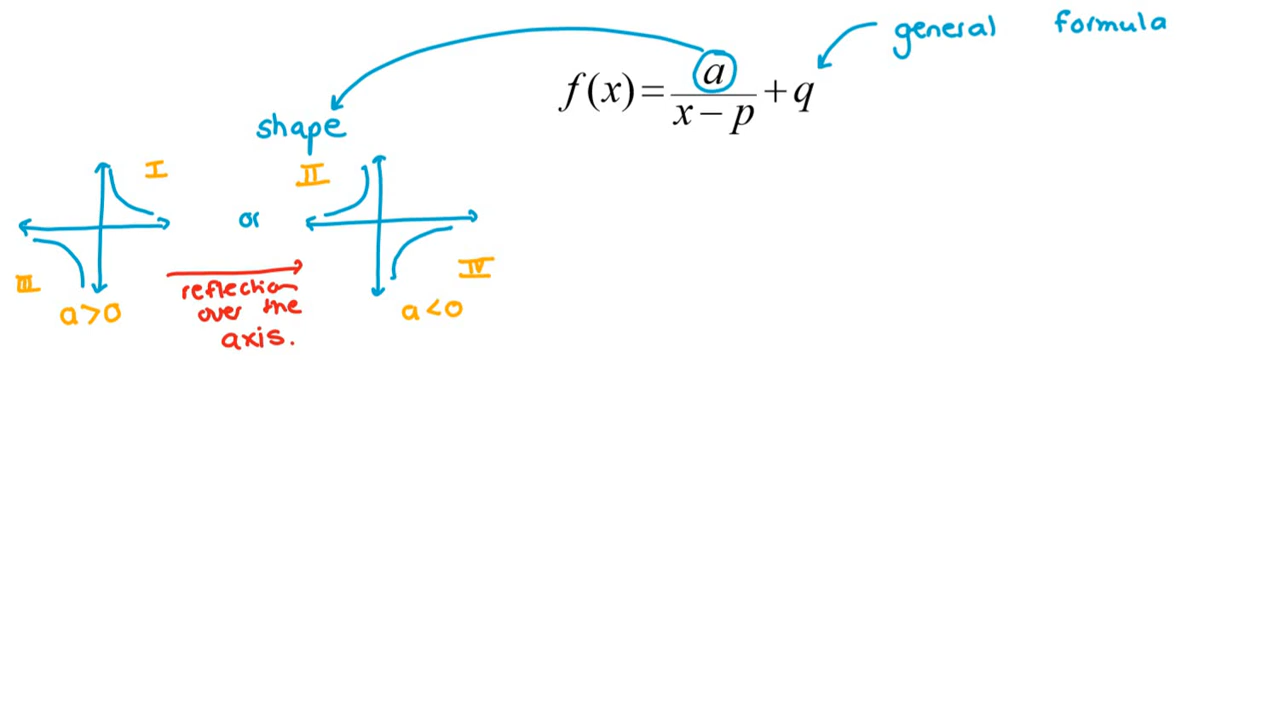 general formula
f(x)=a/(x−p)+q
shape
I
II
or
III
IV
a>0
reflection
over the
axis.
a<0